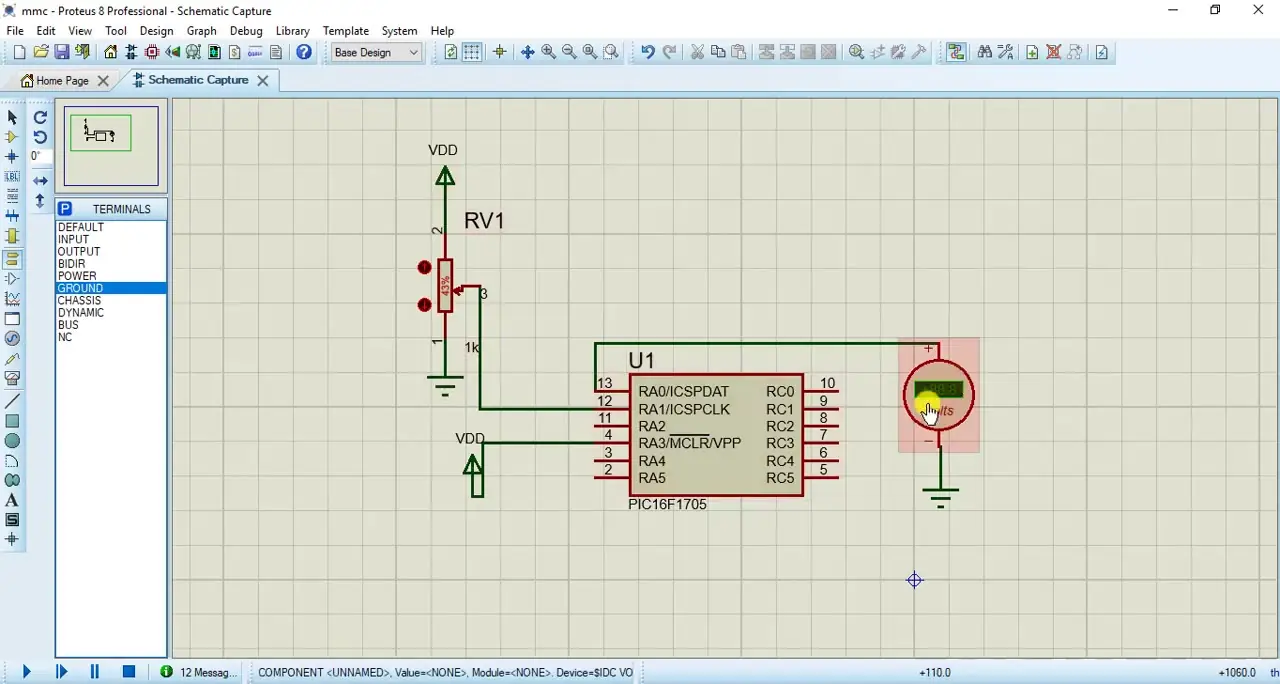 mmc - Proteus 8 Professional - Schematic Capture
File Edit View Tool Design Graph Debug Library Template System Help
Base Design
Home Page
Schematic Capture
0°
LBL
P TERMINALS
DEFAULT
INPUT
OUTPUT
BIDIR
POWER
GROUND
CHASSIS
DYNAMIC
BUS
NC
A
S
VDD
2
RV1
43%
3
1
1k
VDD
U1
13 RA0/ICSPDAT RC0 10
12 RA1/ICSPCLK RC1 9
11 RA2 RC2 8
4 RA3/MCLR/VPP RC3 7
3 RA4 RC4 6
2 RA5 RC5 5
PIC16F1705
+
−
12 Messag...
COMPONENT <UNNAMED>, Value=<NONE>, Module=<NONE>. Device=$IDC VO
+110.0
+1060.0 th